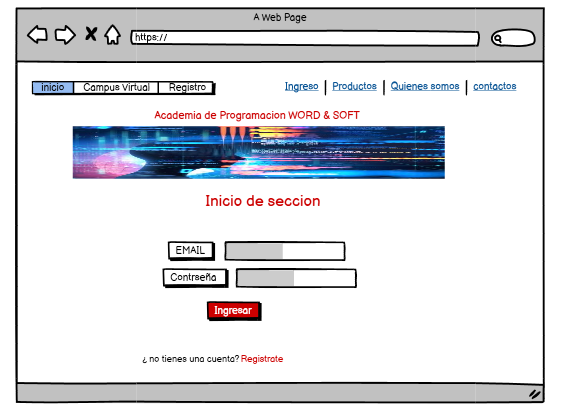 A Web Page
https://
inicio Campus Virtual Registro
Ingreso Productos Quienes somos contactos
Academia de Programacion WORD & SOFT
Inicio de seccion
EMAIL
Contrseña
Ingresar
¿ no tienes una cuenta? Registrate